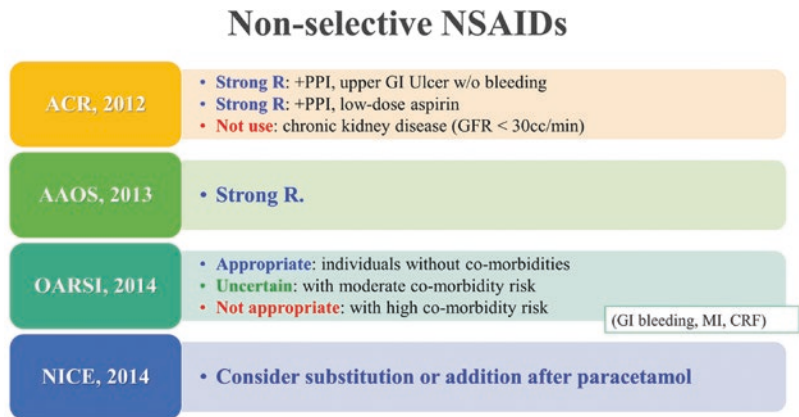 Non-selective NSAIDs
ACR, 2012
• Strong R: +PPI, upper GI Ulcer w/o bleeding
• Strong R: +PPI, low-dose aspirin
• Not use: chronic kidney disease (GFR < 30cc/min)
AAOS, 2013
• Strong R.
OARSI, 2014
• Appropriate: individuals without co-morbidities
• Uncertain: with moderate co-morbidity risk
• Not appropriate: with high co-morbidity risk
(GI bleeding, MI, CRF)
NICE, 2014
• Consider substitution or addition after paracetamol